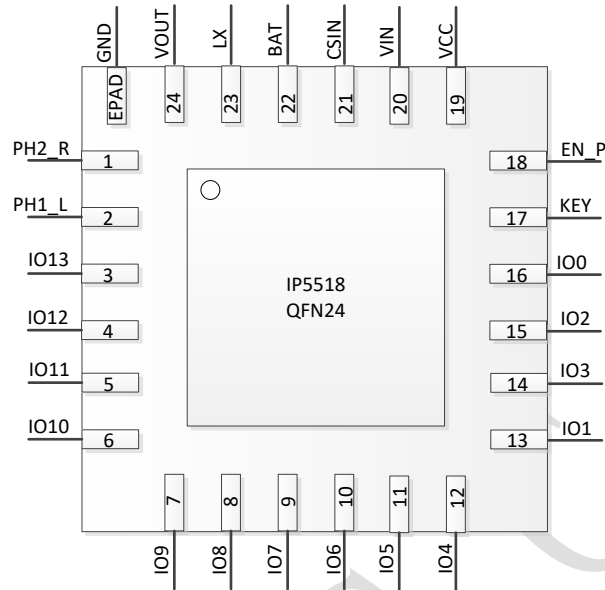 GND
VOUT
LX
BAT
CSIN
VIN
VCC
EPAD
24
23
22
21
20
19
PH2_R
1
18
EN_P
PH1_L
2
17
KEY
IO13
3
16
IO0
IP5518
QFN24
IO12
4
15
IO2
IO11
5
14
IO3
IO10
6
13
IO1
7
8
9
10
11
12
IO9
IO8
IO7
IO6
IO5
IO4